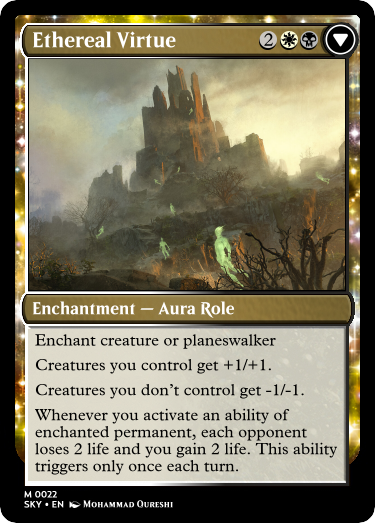 Ethereal Virtue 2
Enchantment — Aura Role
Enchant creature or planeswalker
Creatures you control get +1/+1.
Creatures you don't control get -1/-1.
Whenever you activate an ability of
enchanted permanent, each opponent
loses 2 life and you gain 2 life. This ability
triggers only once each turn.
M 0022
SKY • EN Mohammad Qureshi